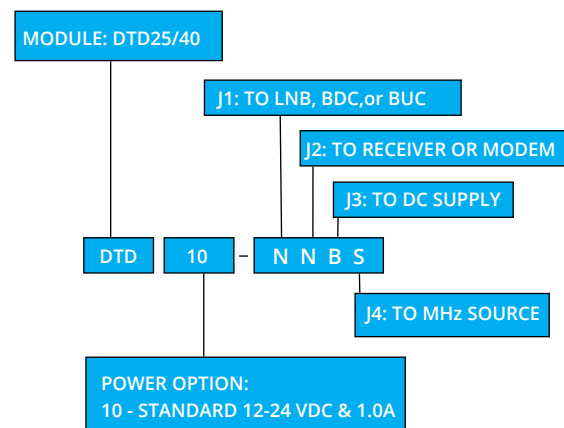 MODULE: DTD25/40
J1: TO LNB, BDC,or BUC
J2: TO RECEIVER OR MODEM
J3: TO DC SUPPLY
DTD 10 - N N B S
J4: TO MHz SOURCE
POWER OPTION:
10 - STANDARD 12-24 VDC & 1.0A